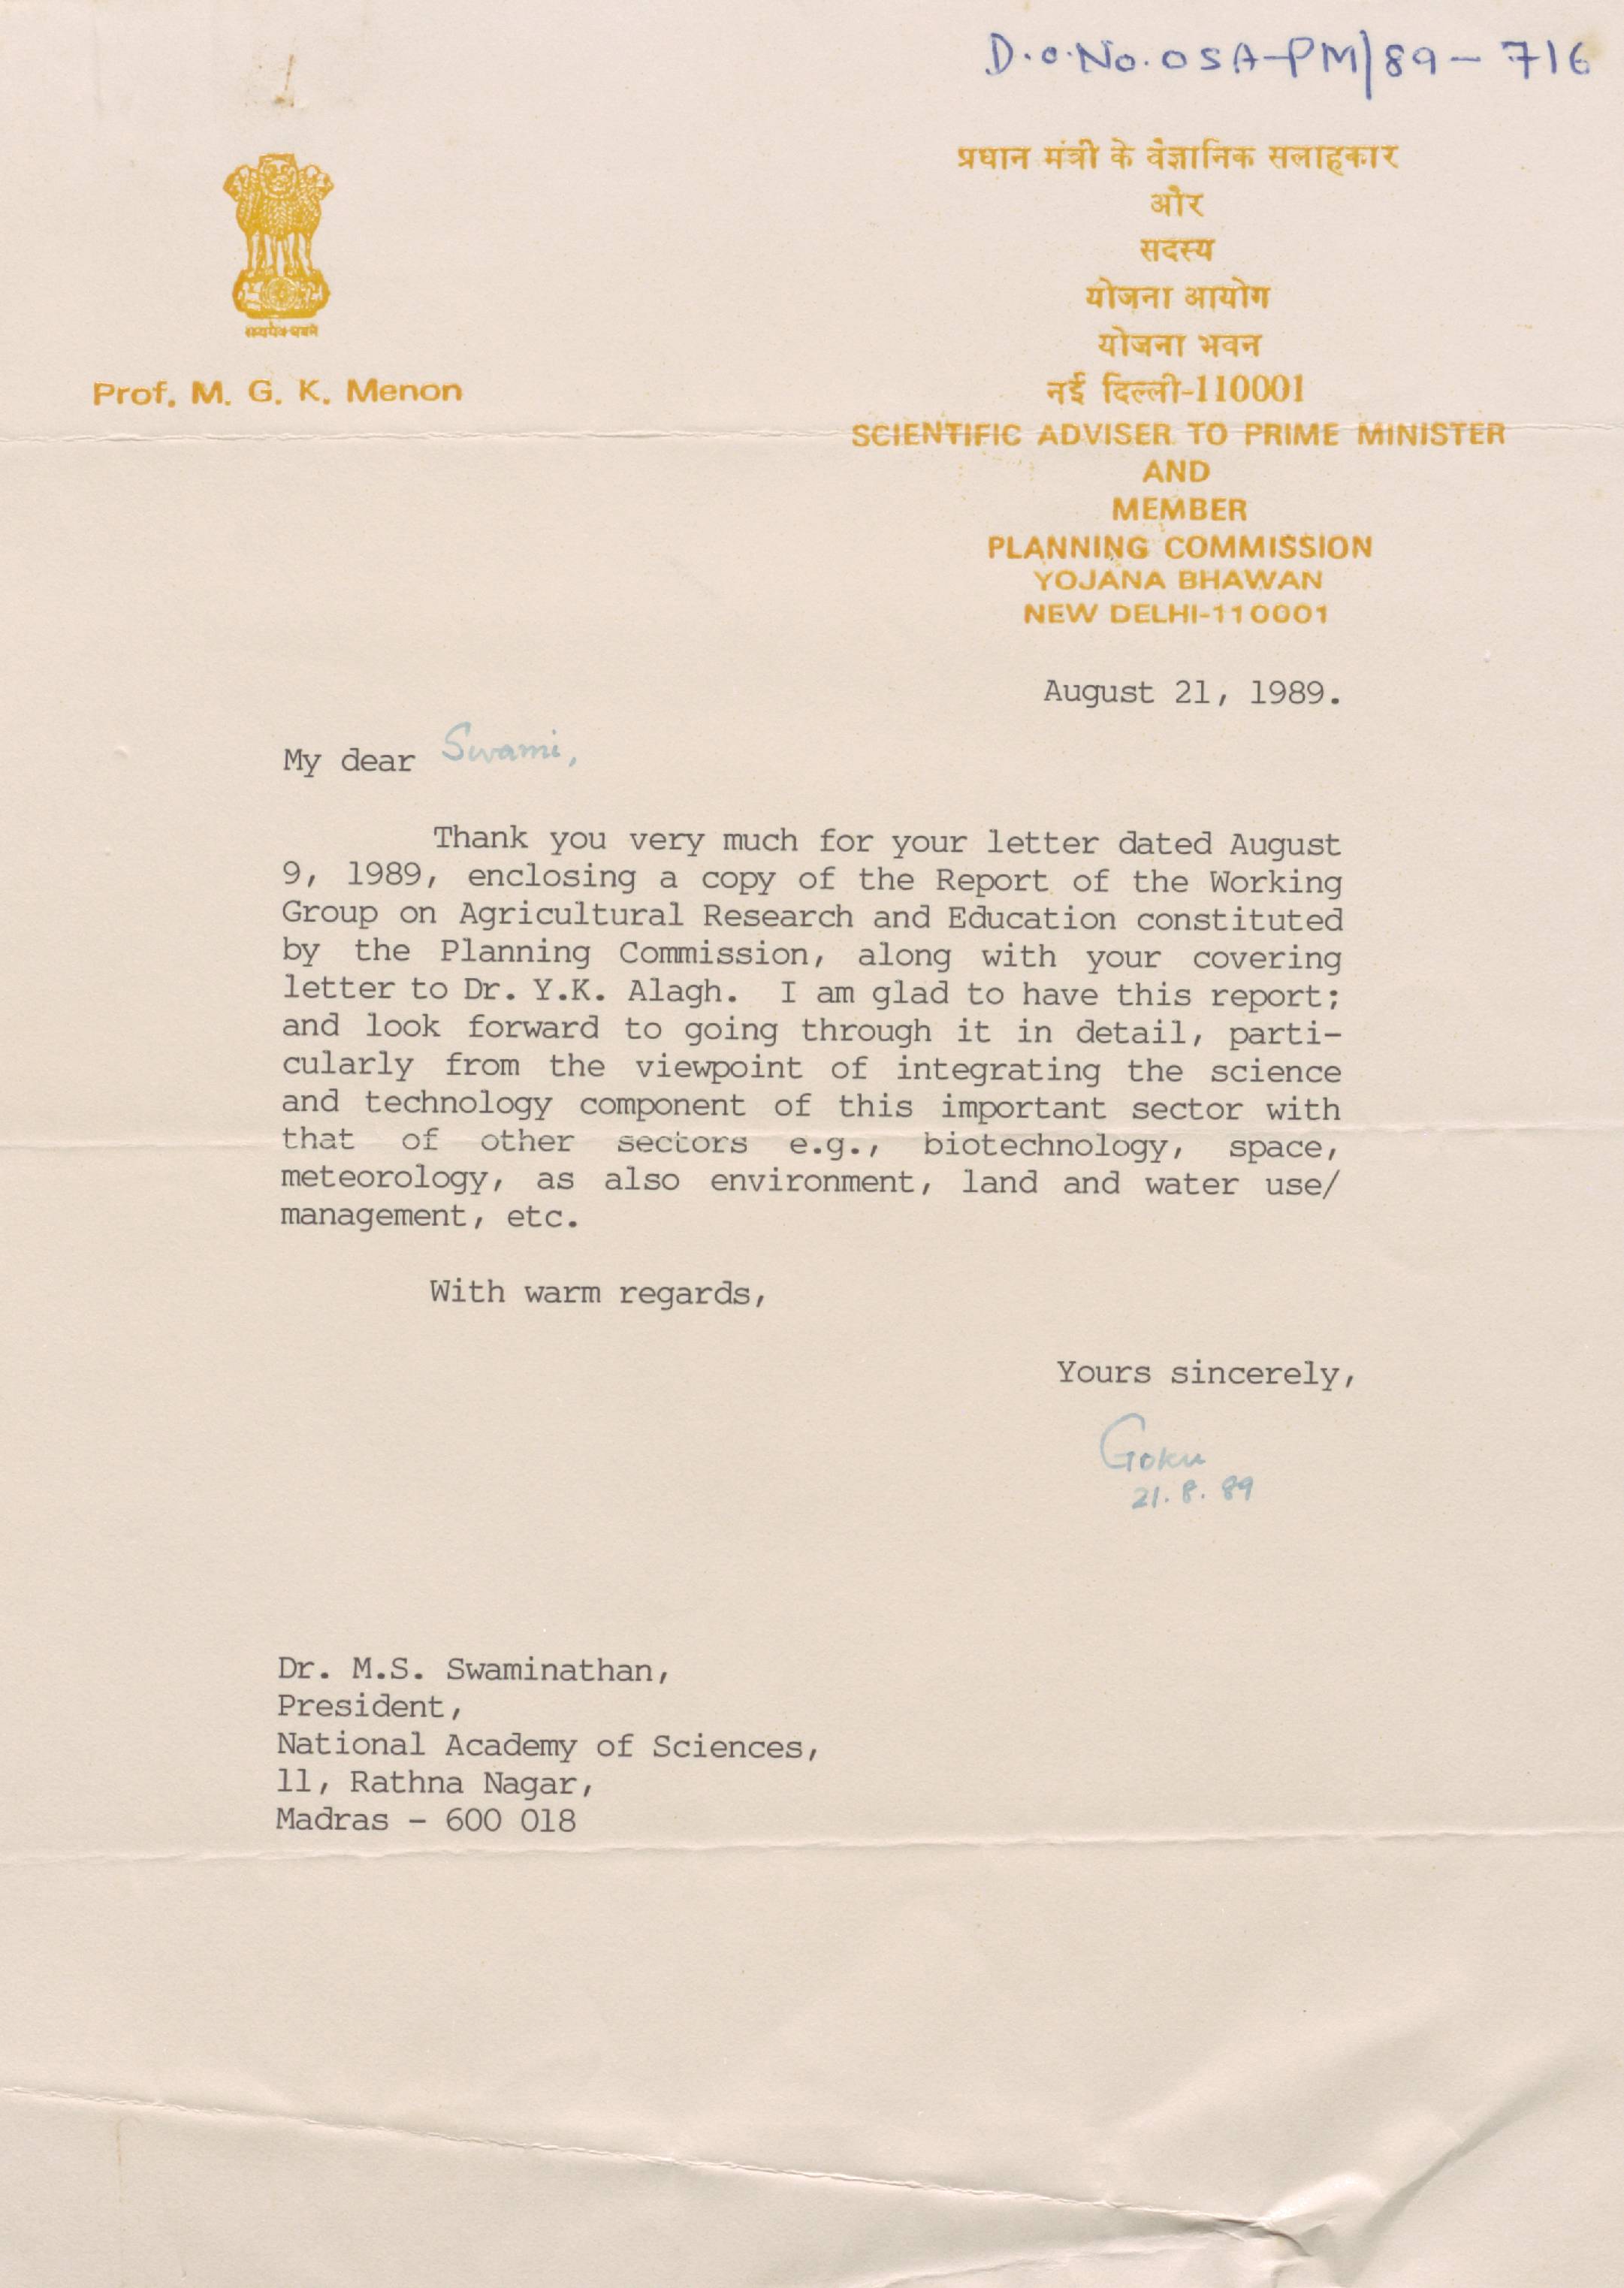 D.O.No.OSA-PM/89-716
प्रधान मंत्री के वैज्ञानिक सलाहकार
और
सदस्य
योजना आयोग
योजना भवन
नई दिल्ली-110001
Prof. M. G. K. Menon
SCIENTIFIC ADVISER TO PRIME MINISTER
AND
MEMBER
PLANNING COMMISSION
YOJANA BHAWAN
NEW DELHI-110001
August 21, 1989.
My dear Swami,
Thank you very much for your letter dated August
9, 1989, enclosing a copy of the Report of the Working
Group on Agricultural Research and Education constituted
by the Planning Commission, along with your covering
letter to Dr. Y.K. Alagh. I am glad to have this report;
and look forward to going through it in detail, parti-
cularly from the viewpoint of integrating the science
and technology component of this important sector with
that of other sectors e.g., biotechnology, space,
meteorology, as also environment, land and water use/
management, etc.
With warm regards,
Yours sincerely,
Goku
21.8.89
Dr. M.S. Swaminathan,
President,
National Academy of Sciences,
11, Rathna Nagar,
Madras - 600 018